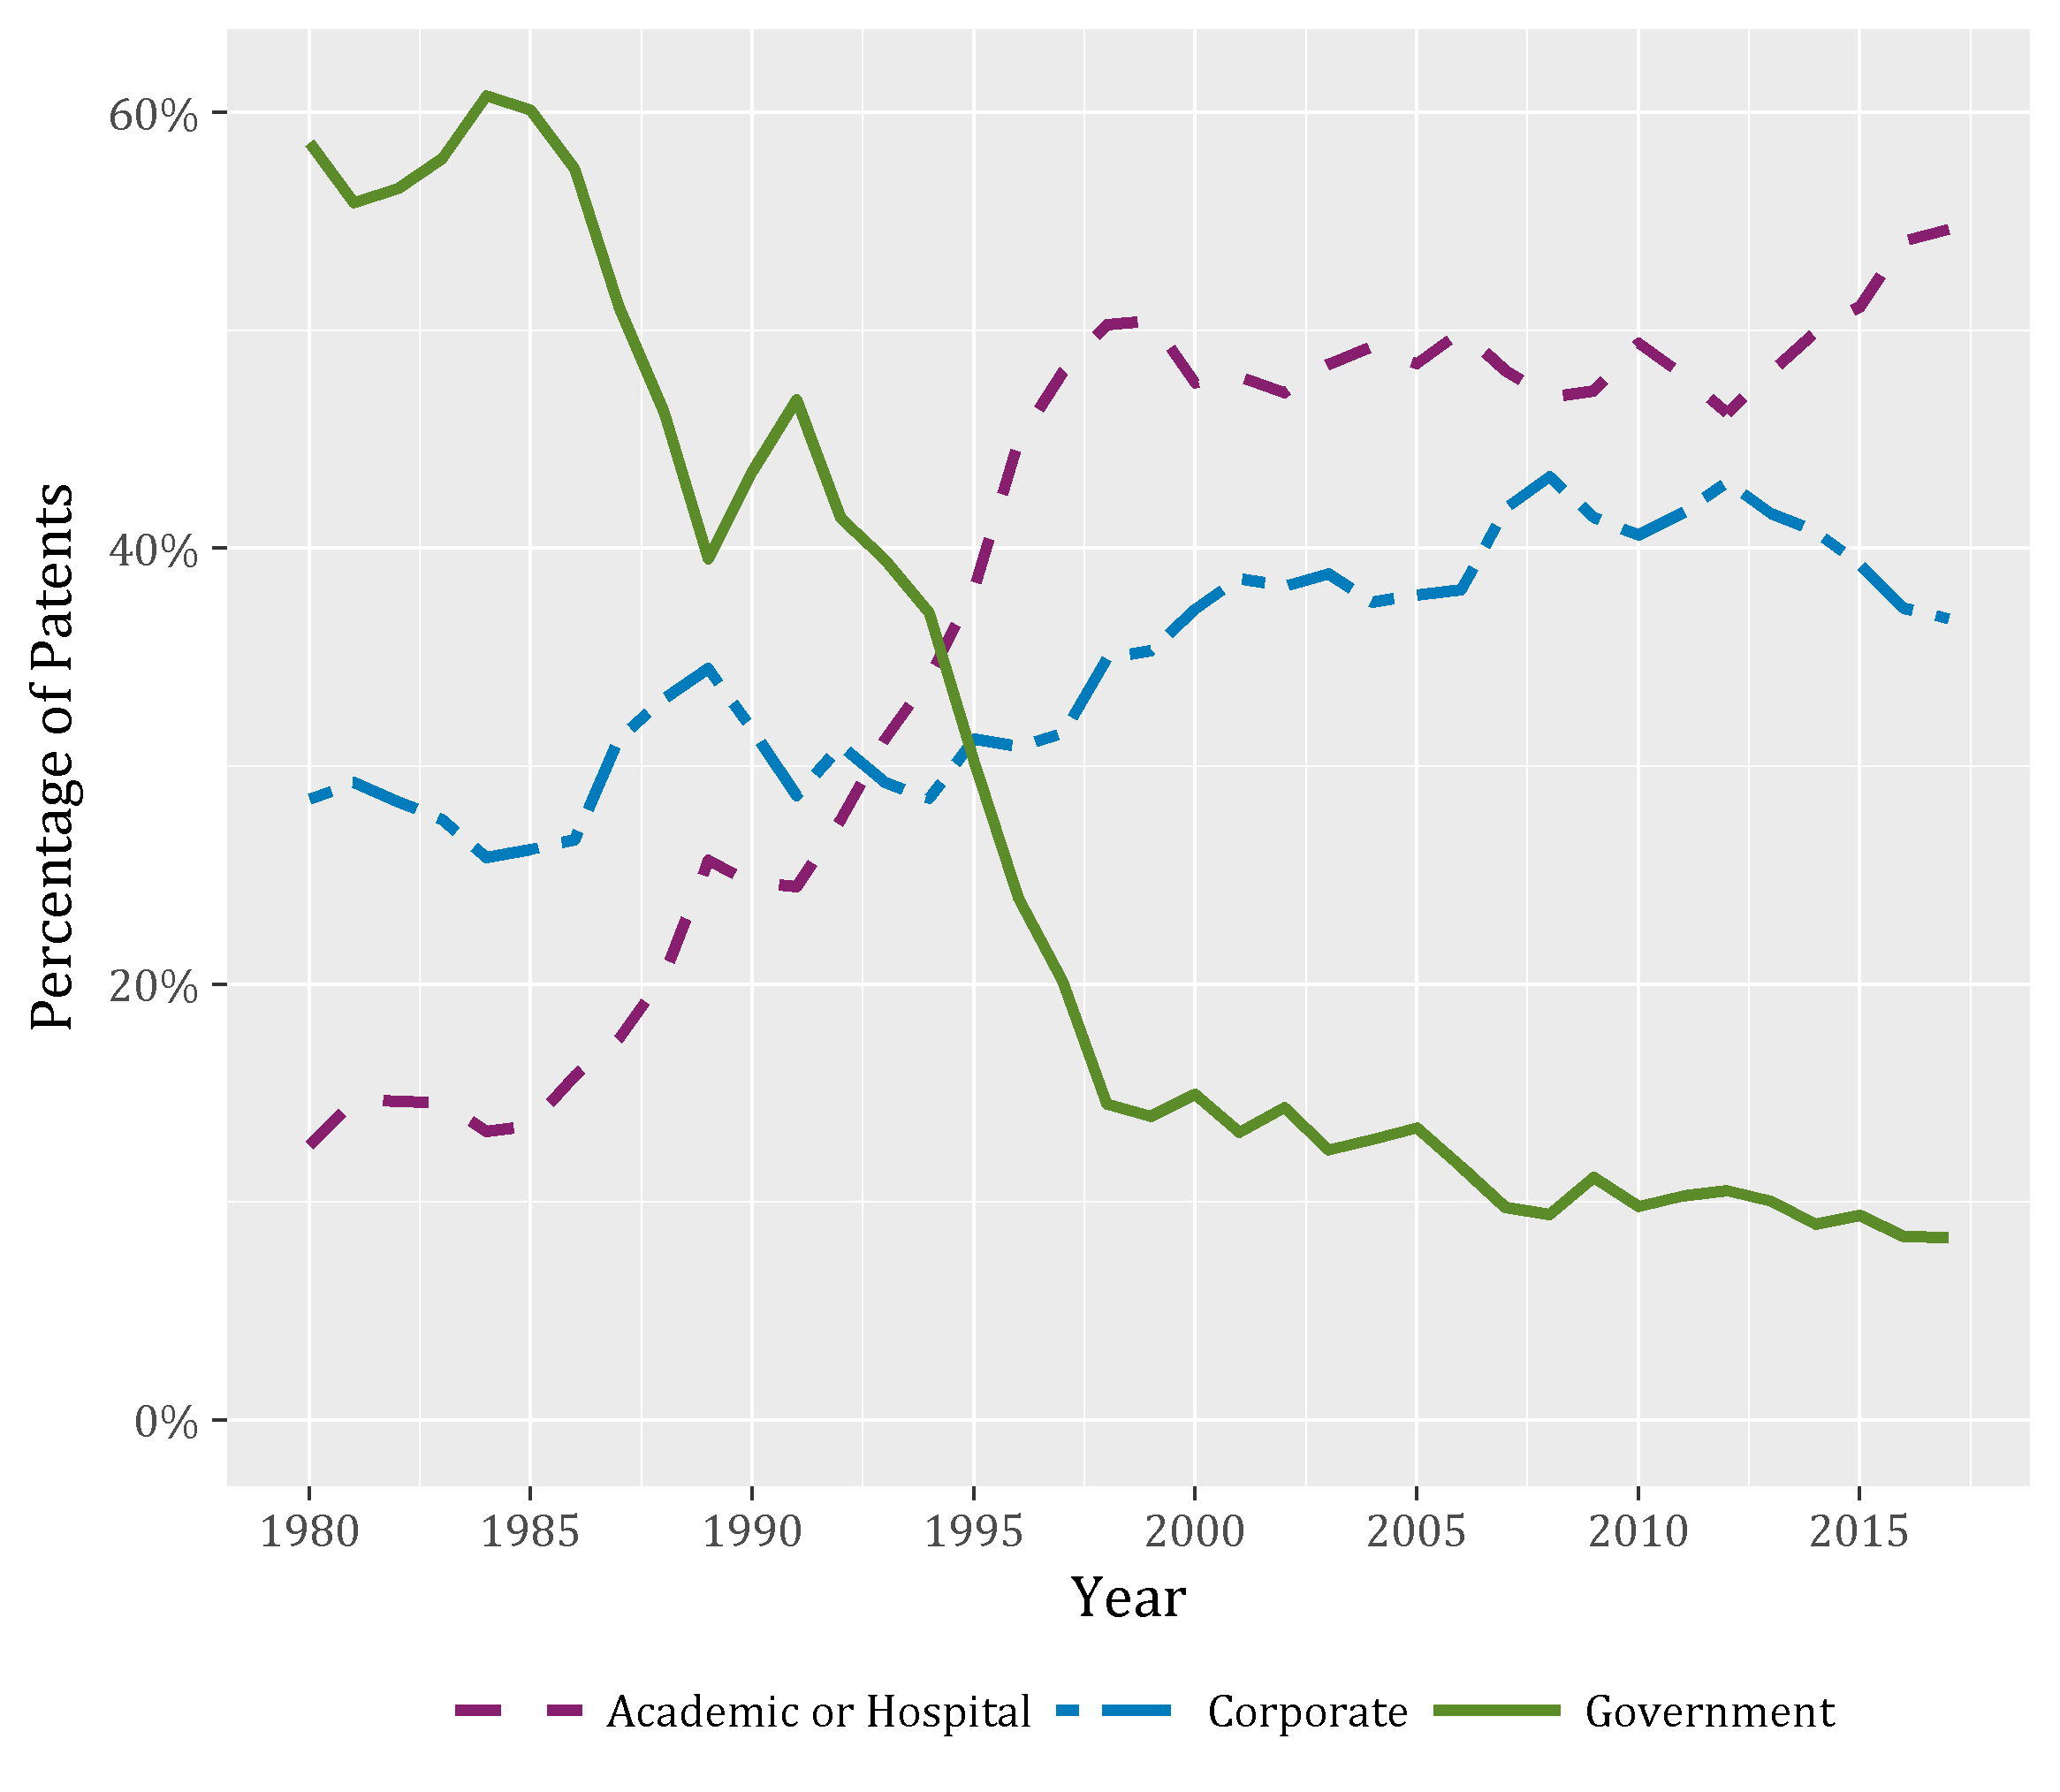 Percentage of Patents
60%
40%
20%
0%
1980 1985 1990 1995 2000 2005 2010 2015
Year
Academic or Hospital Corporate Government